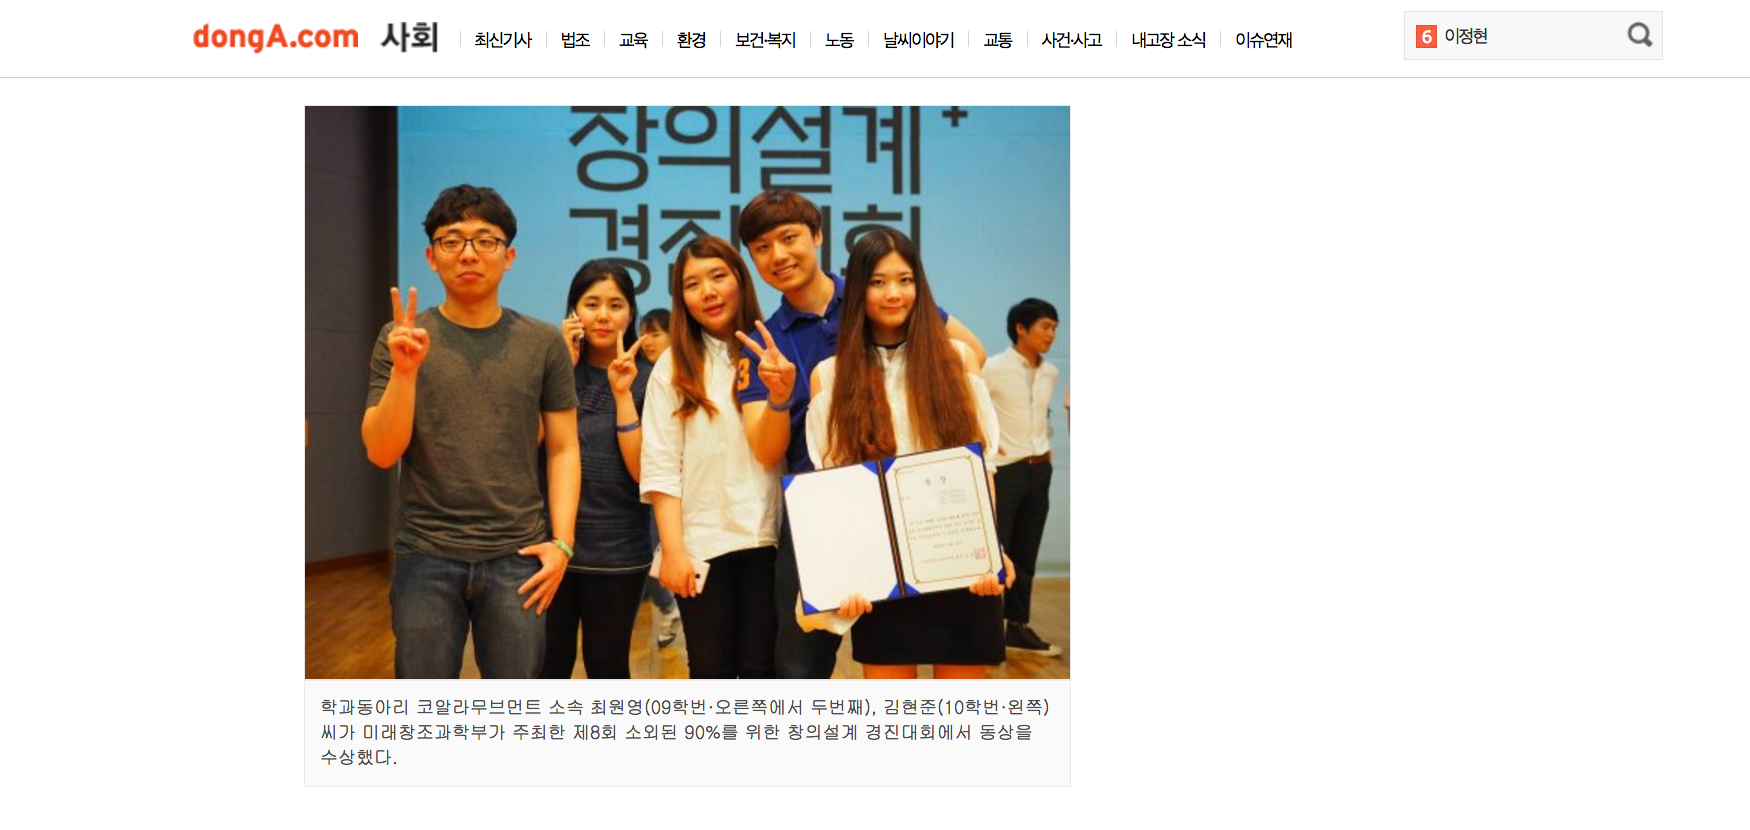 dongA.com 사회 최신기사 법조 교육 환경 보건·복지 노동 날씨이야기 교통 사건·사고 내고장 소식 이슈연재 6 이정현
창의설계+
경진대회
3
상 장
학과동아리 코알라무브먼트 소속 최원영(09학번·오른쪽에서 두번째), 김현준(10학번·왼쪽)
씨가 미래창조과학부가 주최한 제8회 소외된 90%를 위한 창의설계 경진대회에서 동상을
수상했다.